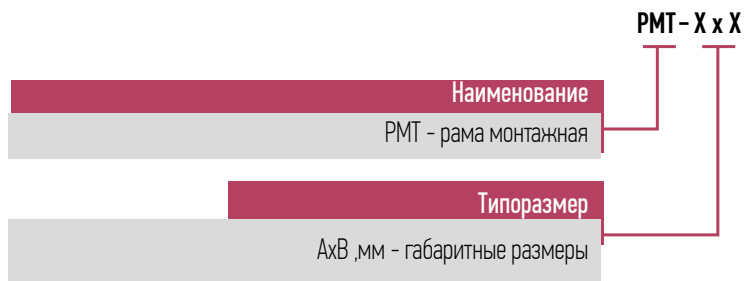 РМТ - Х х Х
Наименование
РМТ - рама монтажная
Типоразмер
АхВ ,мм - габаритные размеры